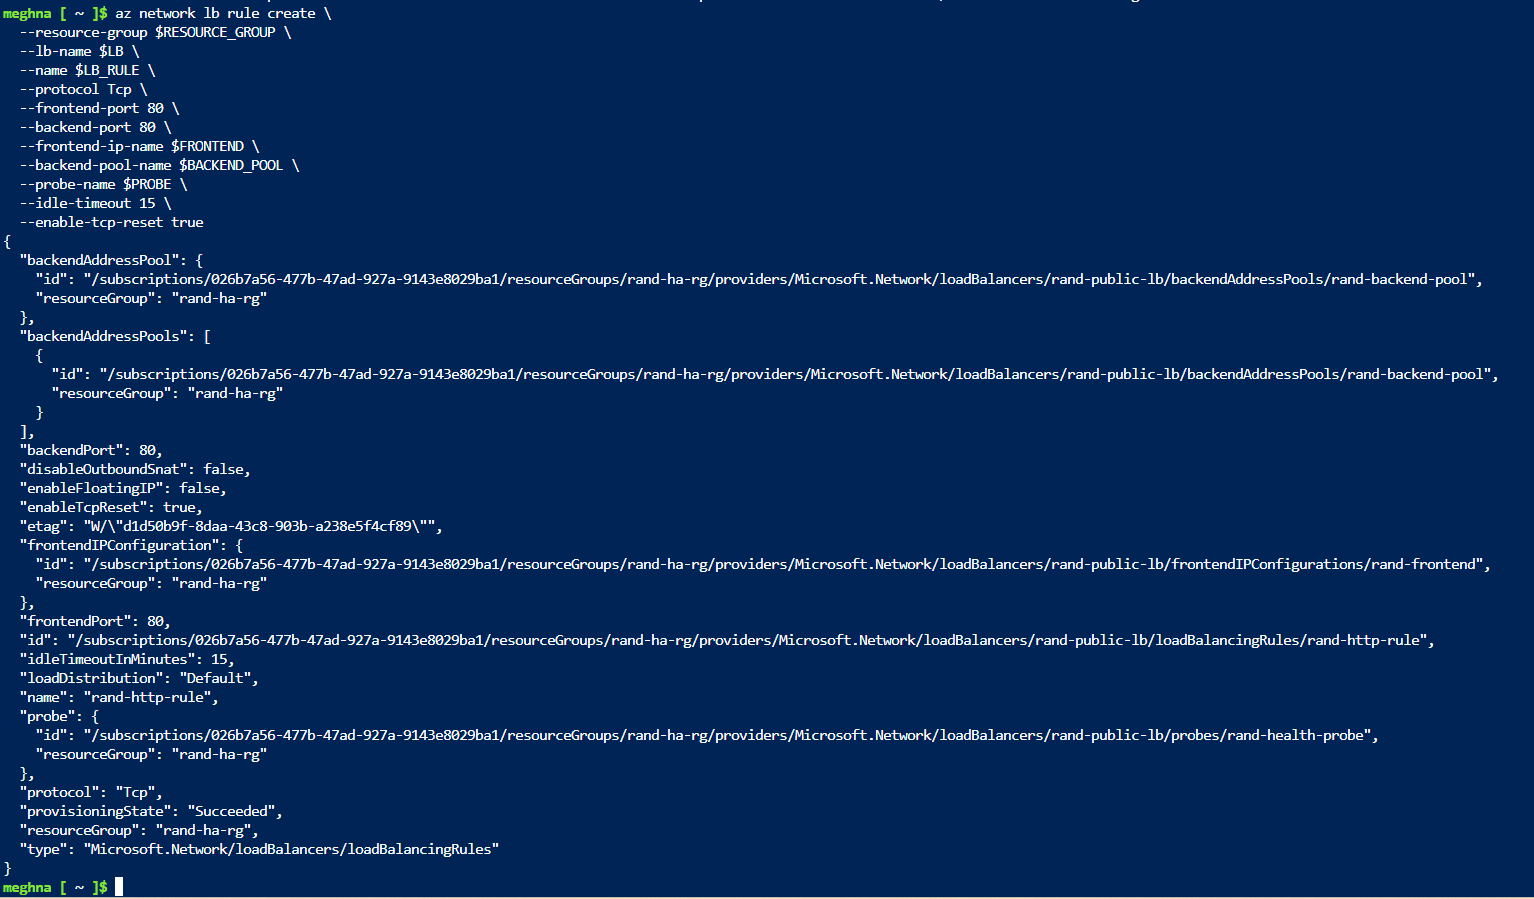 meghna [ ~ ]$ az network lb rule create \
  --resource-group $RESOURCE_GROUP \
  --lb-name $LB \
  --name $LB_RULE \
  --protocol Tcp \
  --frontend-port 80 \
  --backend-port 80 \
  --frontend-ip-name $FRONTEND \
  --backend-pool-name $BACKEND_POOL \
  --probe-name $PROBE \
  --idle-timeout 15 \
  --enable-tcp-reset true
{
  "backendAddressPool": {
    "id": "/subscriptions/026b7a56-477b-47ad-927a-9143e8029ba1/resourceGroups/rand-ha-rg/providers/Microsoft.Network/loadBalancers/rand-public-lb/backendAddressPools/rand-backend-pool",
    "resourceGroup": "rand-ha-rg"
  },
  "backendAddressPools": [
    {
      "id": "/subscriptions/026b7a56-477b-47ad-927a-9143e8029ba1/resourceGroups/rand-ha-rg/providers/Microsoft.Network/loadBalancers/rand-public-lb/backendAddressPools/rand-backend-pool",
      "resourceGroup": "rand-ha-rg"
    }
  ],
  "backendPort": 80,
  "disableOutboundSnat": false,
  "enableFloatingIP": false,
  "enableTcpReset": true,
  "etag": "W/\"d1d50b9f-8daa-43c8-903b-a238e5f4cf89\"",
  "frontendIPConfiguration": {
    "id": "/subscriptions/026b7a56-477b-47ad-927a-9143e8029ba1/resourceGroups/rand-ha-rg/providers/Microsoft.Network/loadBalancers/rand-public-lb/frontendIPConfigurations/rand-frontend",
    "resourceGroup": "rand-ha-rg"
  },
  "frontendPort": 80,
  "id": "/subscriptions/026b7a56-477b-47ad-927a-9143e8029ba1/resourceGroups/rand-ha-rg/providers/Microsoft.Network/loadBalancers/rand-public-lb/loadBalancingRules/rand-http-rule",
  "idleTimeoutInMinutes": 15,
  "loadDistribution": "Default",
  "name": "rand-http-rule",
  "probe": {
    "id": "/subscriptions/026b7a56-477b-47ad-927a-9143e8029ba1/resourceGroups/rand-ha-rg/providers/Microsoft.Network/loadBalancers/rand-public-lb/probes/rand-health-probe",
    "resourceGroup": "rand-ha-rg"
  },
  "protocol": "Tcp",
  "provisioningState": "Succeeded",
  "resourceGroup": "rand-ha-rg",
  "type": "Microsoft.Network/loadBalancers/loadBalancingRules"
}
meghna [ ~ ]$